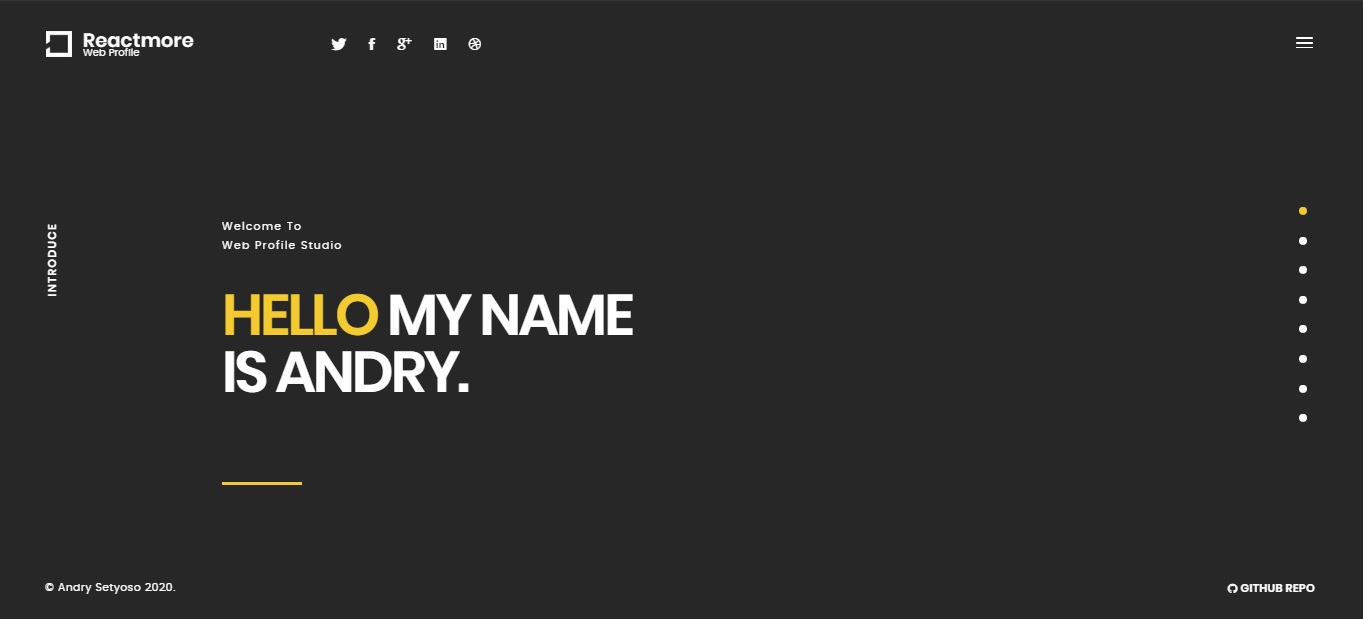 Reactmore
Web Profile
INTRODUCE
Welcome To
Web Profile Studio
HELLO MY NAME
IS ANDRY.
© Andry Setyoso 2020.
GITHUB REPO